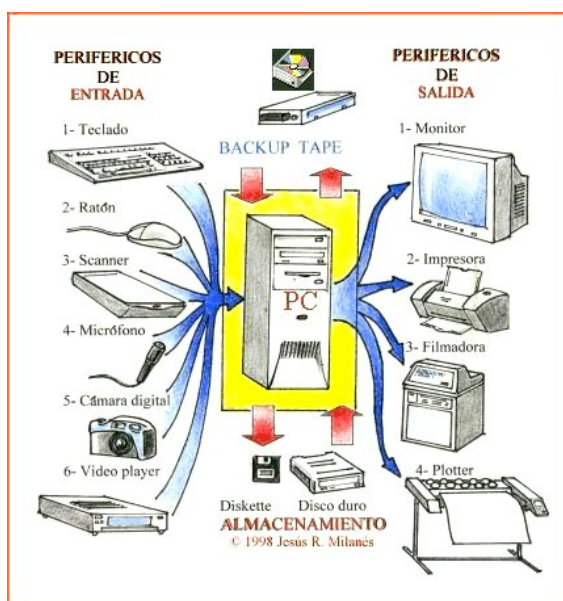 PERIFERICOS
DE
ENTRADA
1- Teclado
2- Ratón
3- Scanner
4- Micrófono
5- Cámara digital
6- Video player
BACKUP TAPE
PC
Diskette
Disco duro
ALMACENAMIENTO
© 1998 Jesús R. Milanés
PERIFERICOS
DE
SALIDA
1- Monitor
2- Impresora
3- Filmadora
4- Plotter